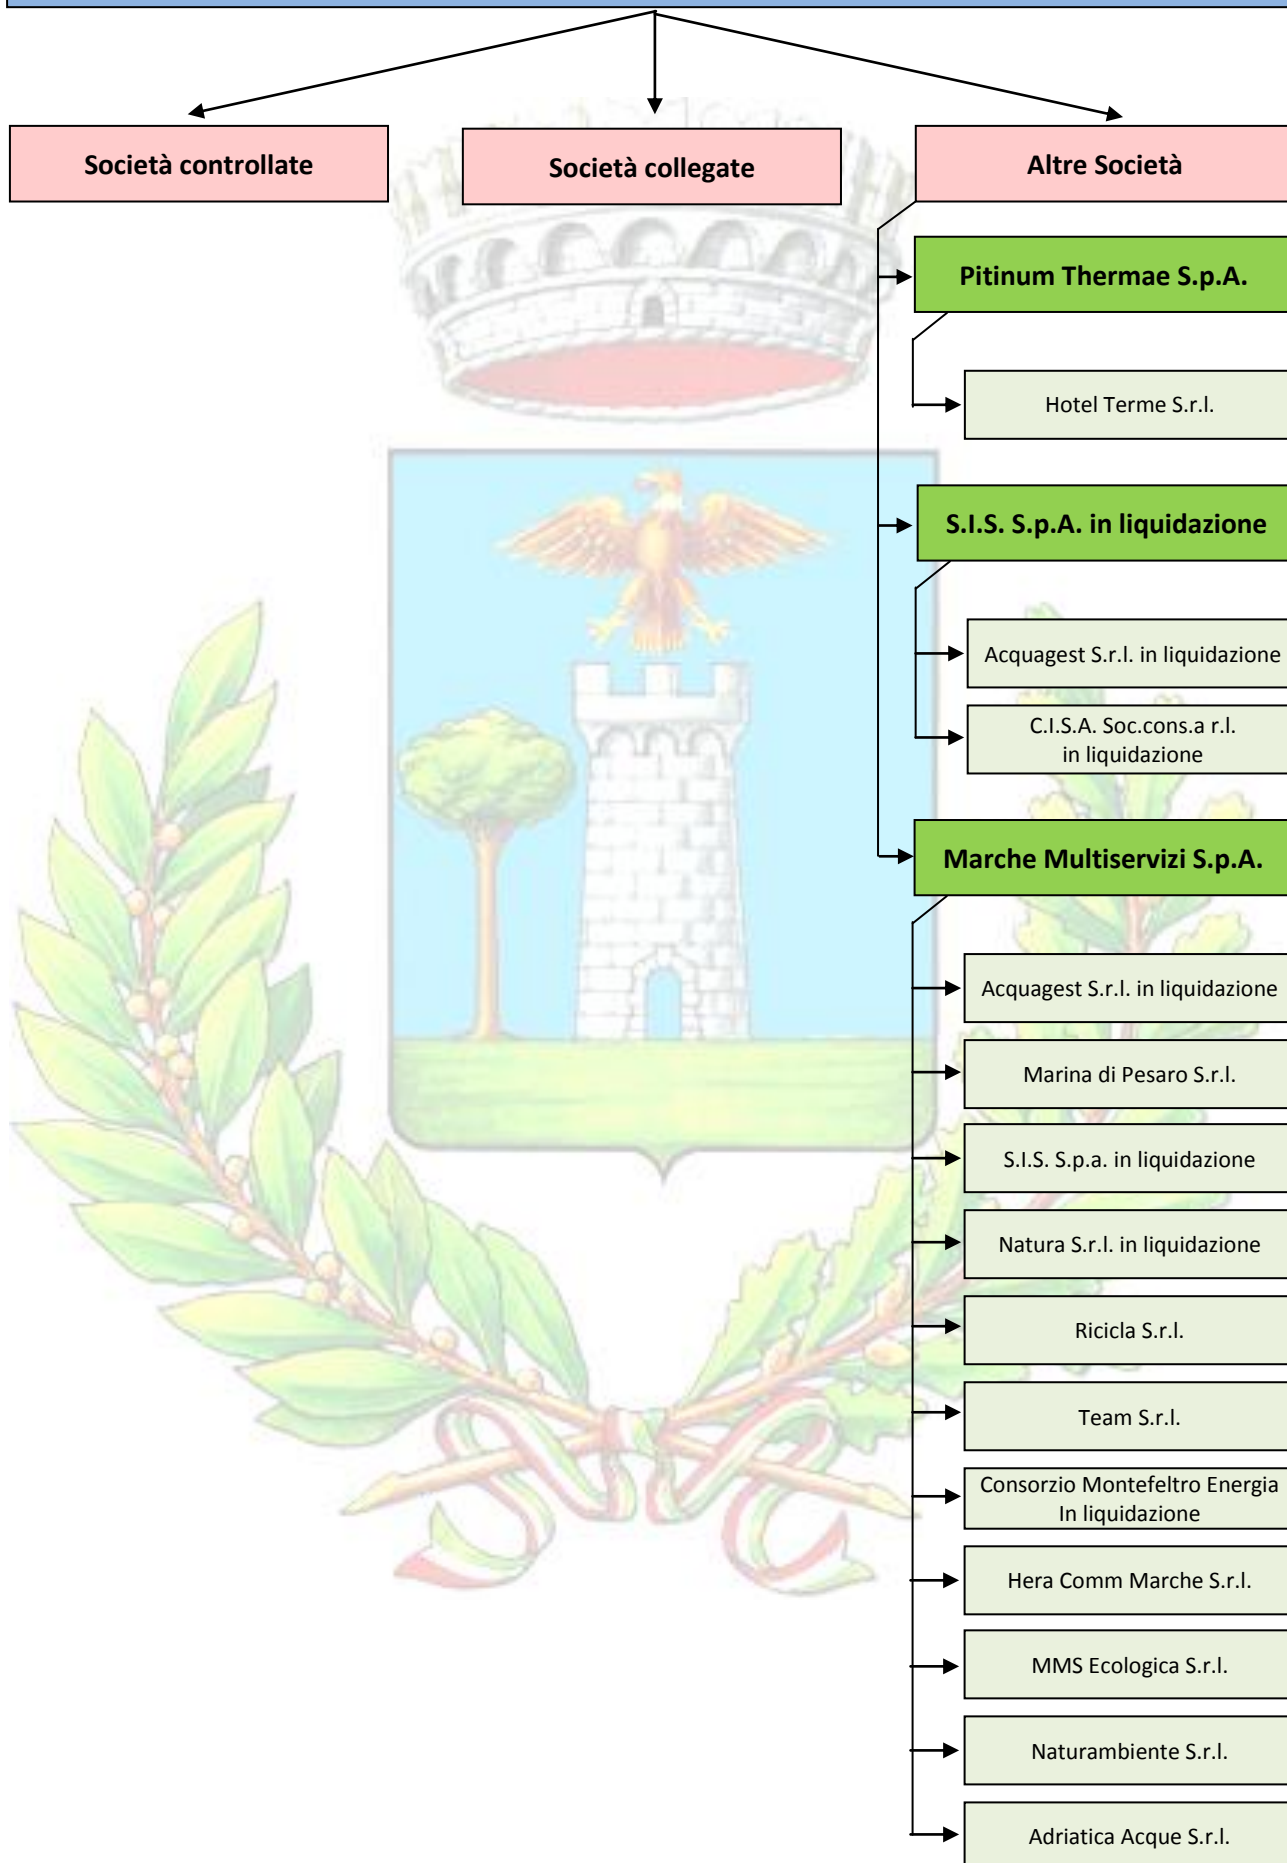 Società controllate
Società collegate
Altre Società
Pitinum Thermae S.p.A.
Hotel Terme S.r.l.
S.I.S. S.p.A. in liquidazione
Acquagest S.r.l. in liquidazione
C.I.S.A. Soc.cons.a r.l.
in liquidazione
Marche Multiservizi S.p.A.
Acquagest S.r.l. in liquidazione
Marina di Pesaro S.r.l.
S.I.S. S.p.a. in liquidazione
Natura S.r.l. in liquidazione
Ricicla S.r.l.
Team S.r.l.
Consorzio Montefeltro Energia
In liquidazione
Hera Comm Marche S.r.l.
MMS Ecologica S.r.l.
Naturambiente S.r.l.
Adriatica Acque S.r.l.